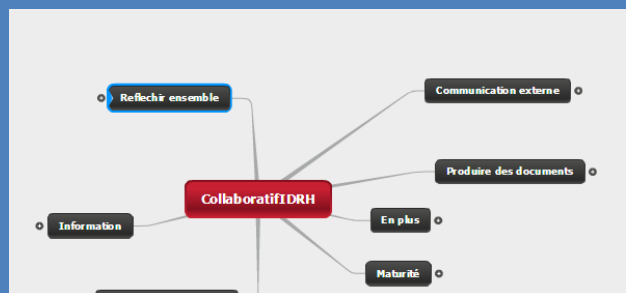 Reflechir ensemble
Communication externe
Produire des documents
CollaboratifIDRH
Information
En plus
Maturité